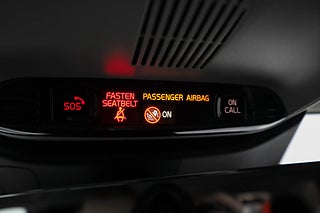 SOS
FASTEN
SEATBELT
PASSENGER AIRBAG
ON
ON
CALL